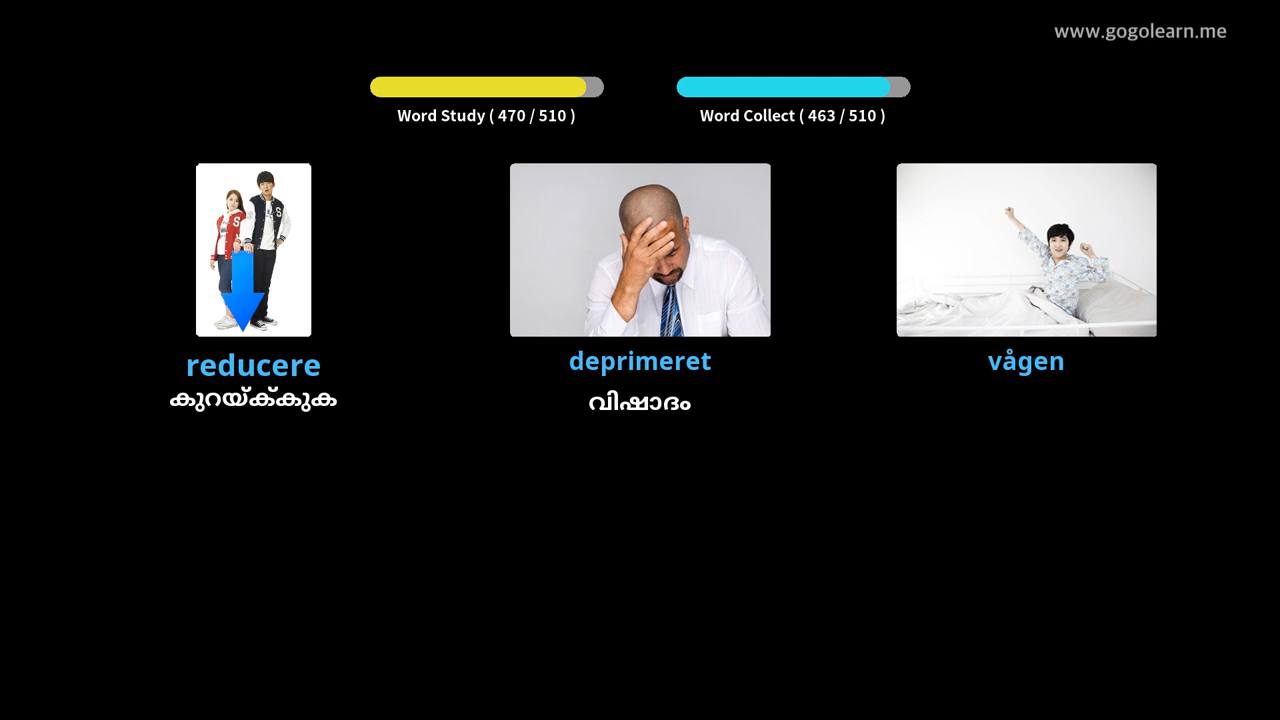 www.gogolearn.me
Word Study ( 470 / 510 )
Word Collect ( 463 / 510 )
S
S
reducere
deprimeret
vågen
കുറയ്ക്കുക
വിഷാദം